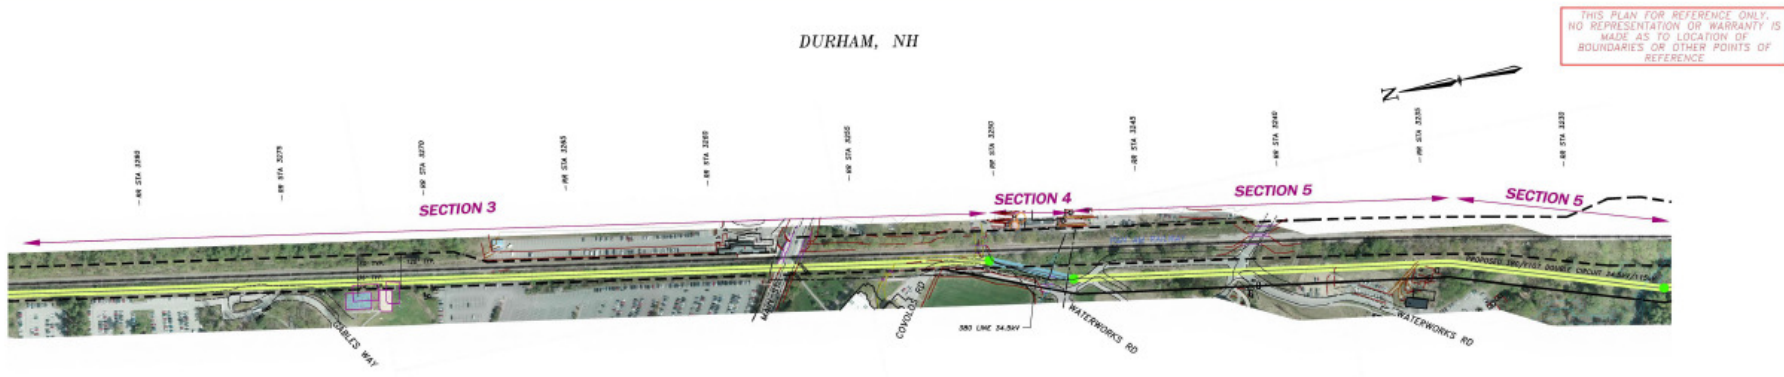 DURHAM, NH
THIS PLAN FOR REFERENCE ONLY.
NO REPRESENTATION OR WARRANTY IS
MADE AS TO LOCATION OF
BOUNDARIES OR OTHER POINTS OF
REFERENCE
N
RR STA 3280
RR STA 3275
RR STA 3270
RR STA 3265
RR STA 3260
RR STA 3255
RR STA 3250
RR STA 3245
RR STA 3240
RR STA 3235
RR STA 3230
SECTION 3
SECTION 4
SECTION 5
SECTION 5
GABLES WAY
COVOLOS RD
380 LINE 34.5KV
WATERWORKS RD
WATERWORKS RD